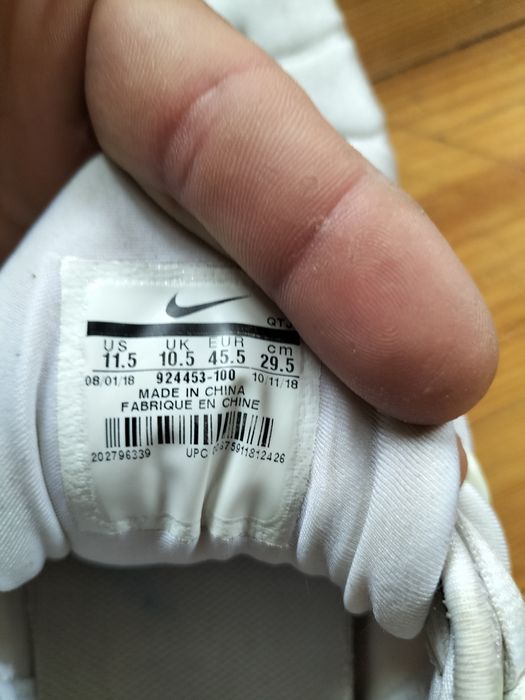 QT3
US UK EUR cm
11.5 10.5 45.5 29.5
08/01/18 924453-100 10/11/18
MADE IN CHINA
FABRIQUE EN CHINE
202796339 UPC